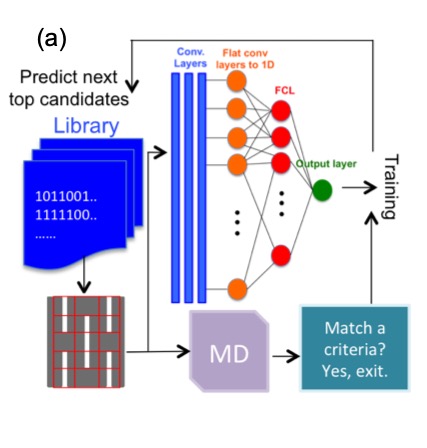 (a)
Predict next
top candidates
Library
1011001..
1111100..
......
Conv.
Layers
Flat conv
layers to 1D
FCL
Output layer
Training
MD
Match a
criteria?
Yes, exit.